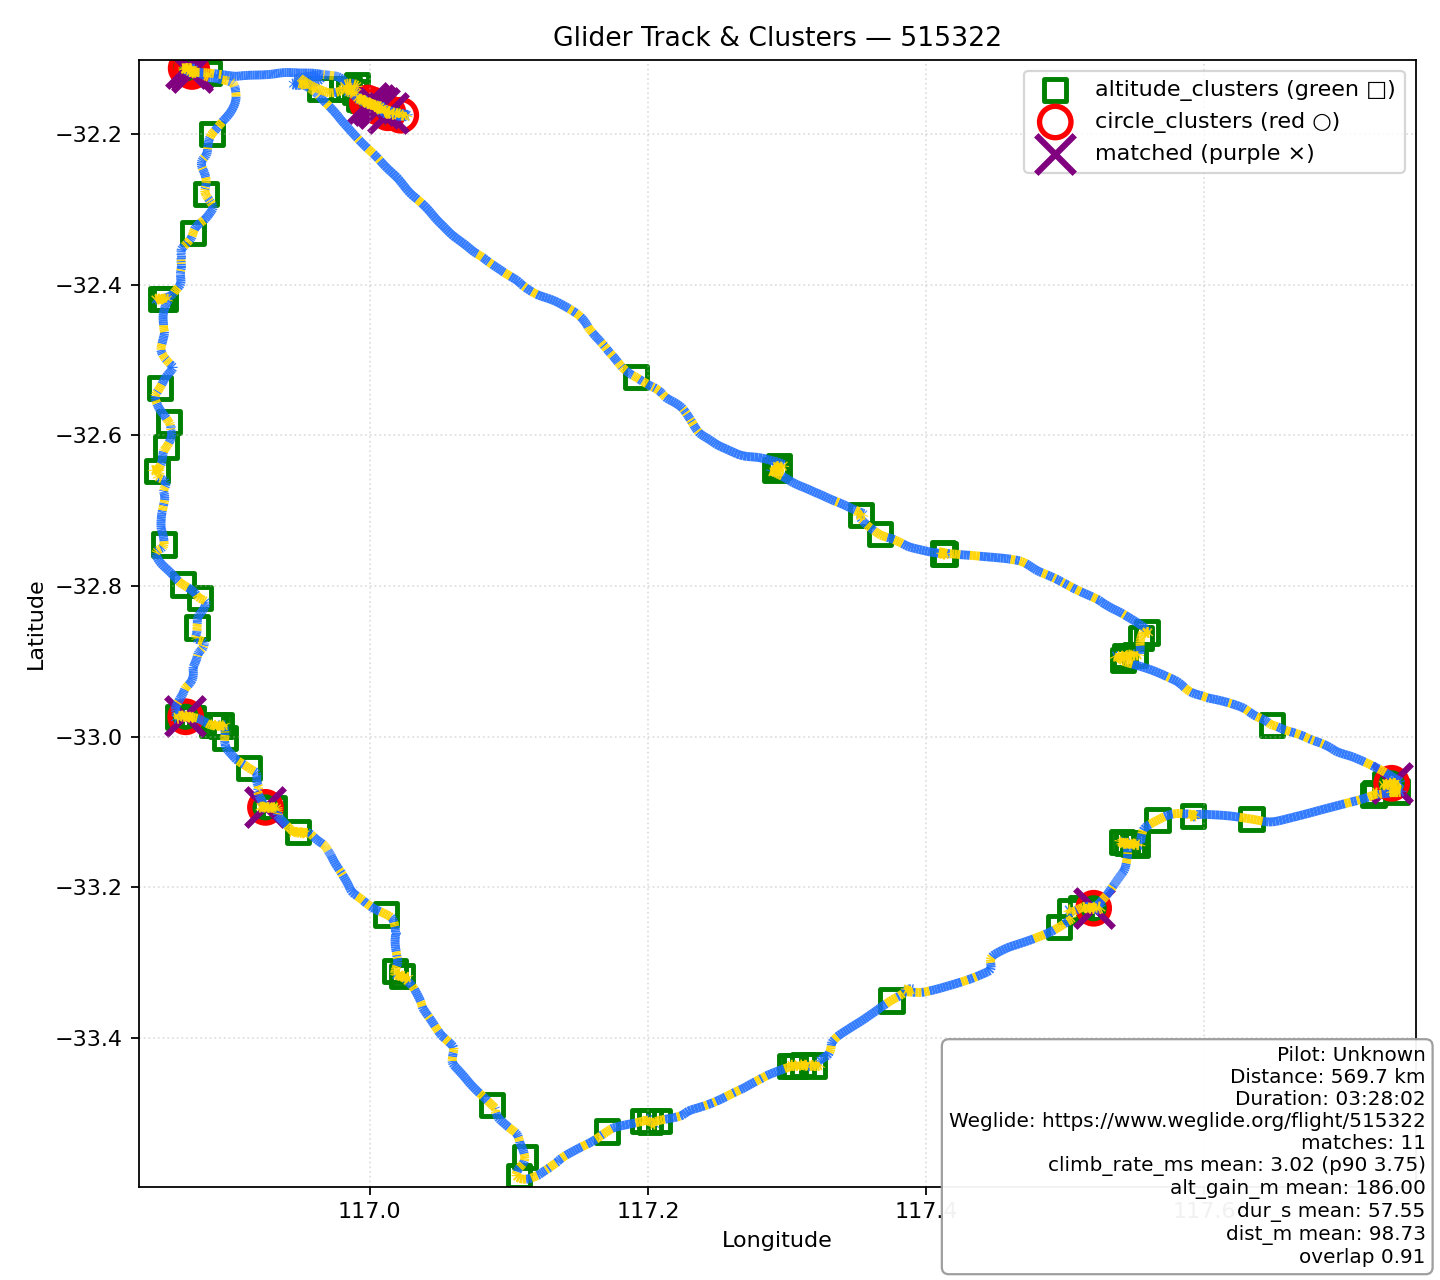 Glider Track & Clusters — 515322
altitude_clusters (green □)
circle_clusters (red ○)
matched (purple ×)
−32.2
−32.4
−32.6
−32.8
−33.0
−33.2
−33.4
Latitude
117.0
117.2
117.4
117.6
Longitude
Pilot: Unknown
Distance: 569.7 km
Duration: 03:28:02
Weglide: https://www.weglide.org/flight/515322
matches: 11
climb_rate_ms mean: 3.02 (p90 3.75)
alt_gain_m mean: 186.00
dur_s mean: 57.55
dist_m mean: 98.73
overlap 0.91